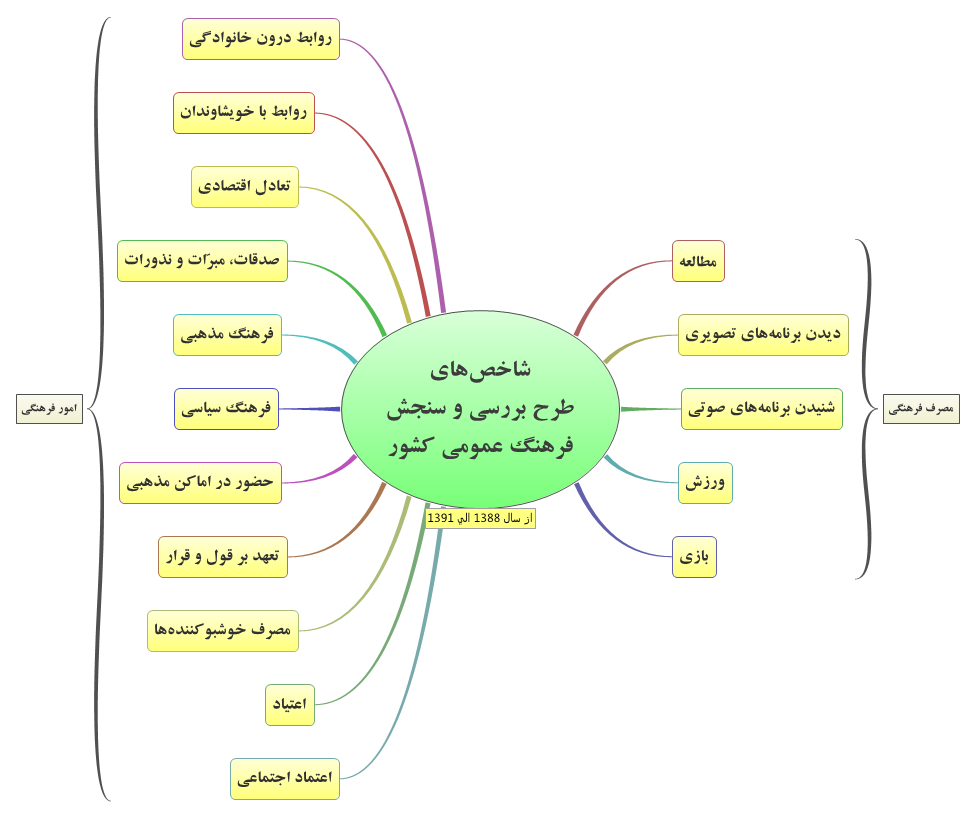 شاخص‌های
طرح بررسی و سنجش
فرهنگ عمومی کشور
از سال 1388 الي 1391
مصرف فرهنگی
مطالعه
دیدن برنامه‌های تصویری
شنیدن برنامه‌های صوتی
ورزش
بازی
امور فرهنگی
روابط درون خانوادگی
روابط با خویشاوندان
تعادل اقتصادی
صدقات، مبرّات و نذورات
فرهنگ مذهبی
فرهنگ سیاسی
حضور در اماکن مذهبی
تعهد بر قول و قرار
مصرف خوشبوکننده‌ها
اعتیاد
اعتماد اجتماعی